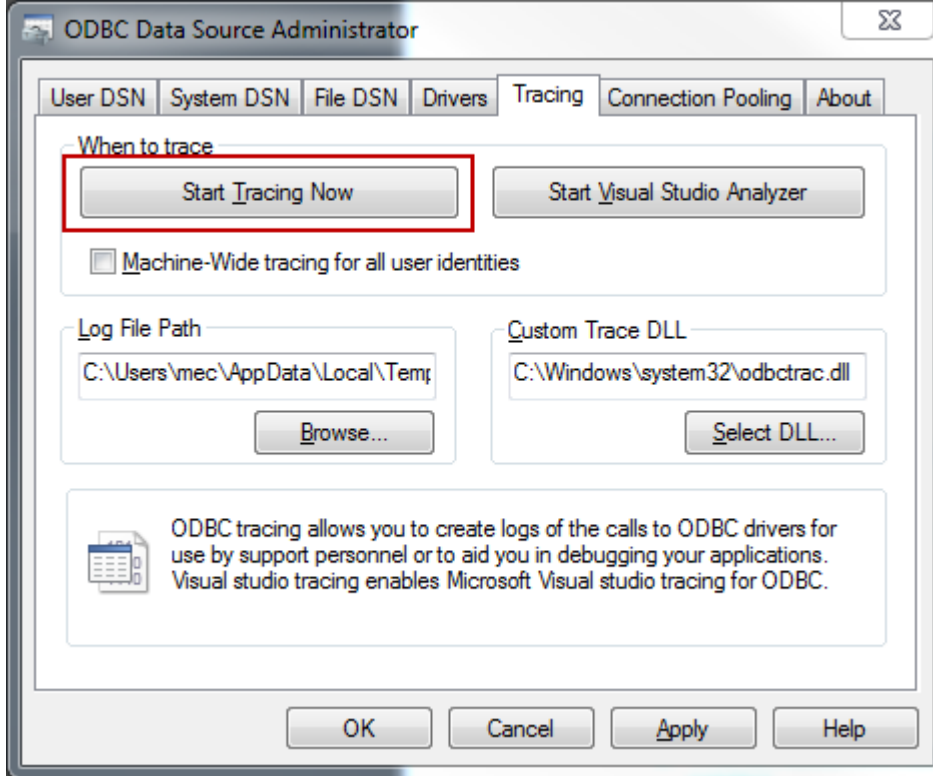 ODBC Data Source Administrator
User DSN System DSN File DSN Drivers Tracing Connection Pooling About
When to trace
Start Tracing Now Start Visual Studio Analyzer
Machine-Wide tracing for all user identities
Log File Path Custom Trace DLL
C:\Users\mec\AppData\Local\Temp C:\Windows\system32\odbctrac.dll
Browse... Select DLL...
ODBC tracing allows you to create logs of the calls to ODBC drivers for
use by support personnel or to aid you in debugging your applications.
Visual studio tracing enables Microsoft Visual studio tracing for ODBC.
OK Cancel Apply Help